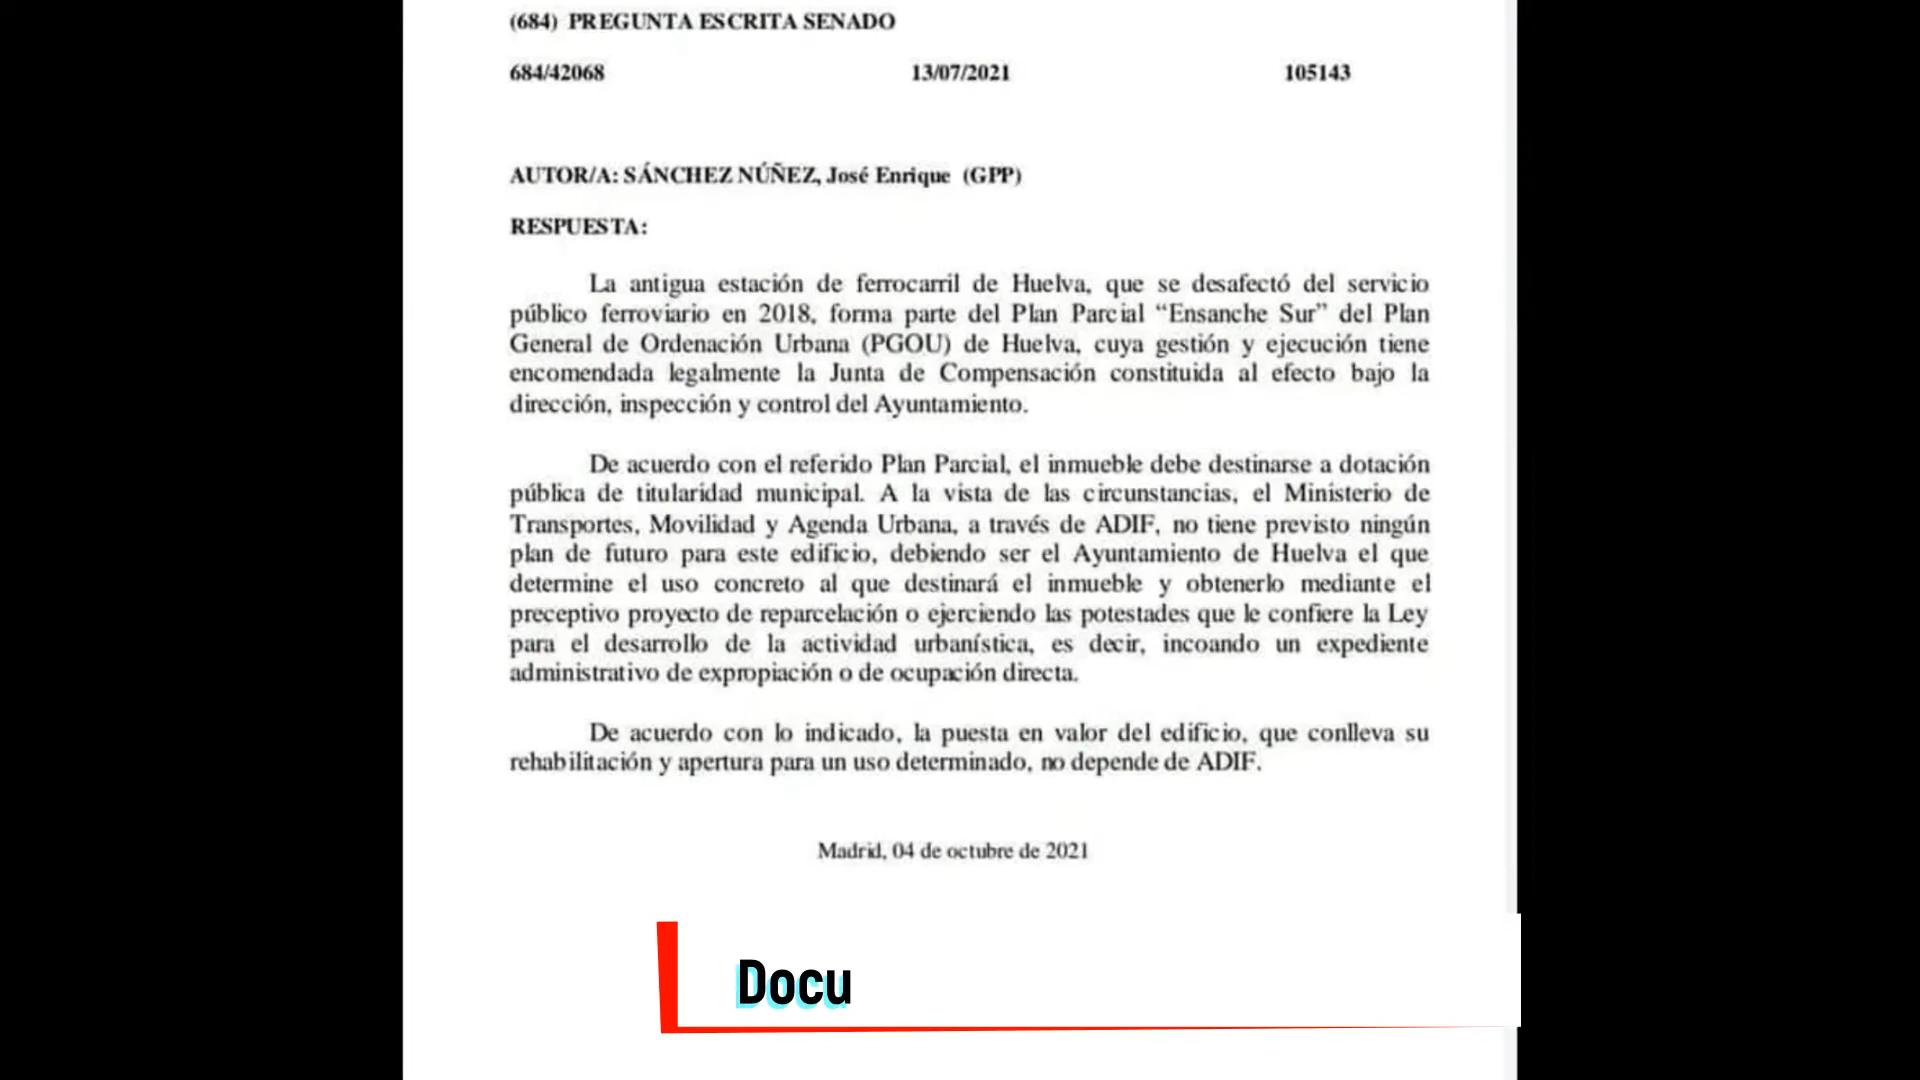 (684) PREGUNTA ESCRITA SENADO
684/42068 13/07/2021 105143
AUTOR/A: SÁNCHEZ NÚÑEZ, José Enrique (GPP)
RESPUESTA:
La antigua estación de ferrocarril de Huelva, que se desafectó del servicio
público ferroviario en 2018, forma parte del Plan Parcial “Ensanche Sur” del Plan
General de Ordenación Urbana (PGOU) de Huelva, cuya gestión y ejecución tiene
encomendada legalmente la Junta de Compensación constituida al efecto bajo la
dirección, inspección y control del Ayuntamiento.
De acuerdo con el referido Plan Parcial, el inmueble debe destinarse a dotación
pública de titularidad municipal. A la vista de las circunstancias, el Ministerio de
Transportes, Movilidad y Agenda Urbana, a través de ADIF, no tiene previsto ningún
plan de futuro para este edificio, debiendo ser el Ayuntamiento de Huelva el que
determine el uso concreto al que destinará el inmueble y obtenerlo mediante el
preceptivo proyecto de reparcelación o ejerciendo las potestades que le confiere la Ley
para el desarrollo de la actividad urbanística, es decir, incoando un expediente
administrativo de expropiación o de ocupación directa.
De acuerdo con lo indicado, la puesta en valor del edificio, que conlleva su
rehabilitación y apertura para un uso determinado, no depende de ADIF.
Madrid, 04 de octubre de 2021
Docu